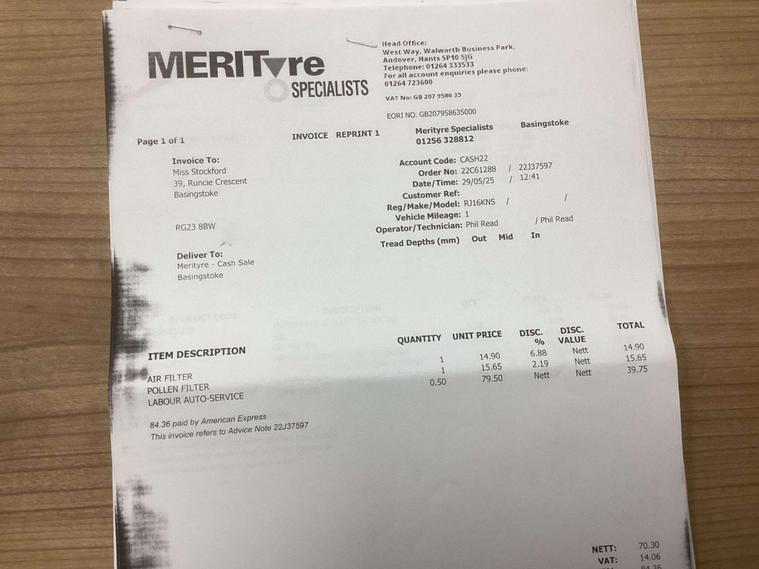 MERITyre
SPECIALISTS
Head Office:
West Way, Walworth Business Park,
Andover, Hants SP10 5JG
Telephone: 01264 333533
For all account enquiries please phone:
01264 723600
VAT No: GB 207 9586 35
EORI NO. GB207958635000
Page 1 of 1
INVOICE REPRINT 1
Merityre Specialists Basingstoke
01256 328812
Invoice To:
Miss Stockford
39, Runcie Crescent
Basingstoke
RG23 8BW
Account Code: CASH22
Order No: 22C61288 / 22J37597
Date/Time: 29/05/25 / 12:41
Customer Ref:
Reg/Make/Model: RJ16KNS / /
Vehicle Mileage: 1
Operator/Technician: Phil Read / Phil Read
Tread Depths (mm) Out Mid In
Deliver To:
Merityre - Cash Sale
Basingstoke
ITEM DESCRIPTION QUANTITY UNIT PRICE DISC. % DISC. VALUE TOTAL
AIR FILTER 1 14.90 6.88 Nett 14.90
POLLEN FILTER 1 15.65 2.19 Nett 15.65
LABOUR AUTO-SERVICE 0.50 79.50 Nett Nett 39.75
84.36 paid by American Express
This invoice refers to Advice Note 22J37597
NETT: 70.30
VAT: 14.06
84.36